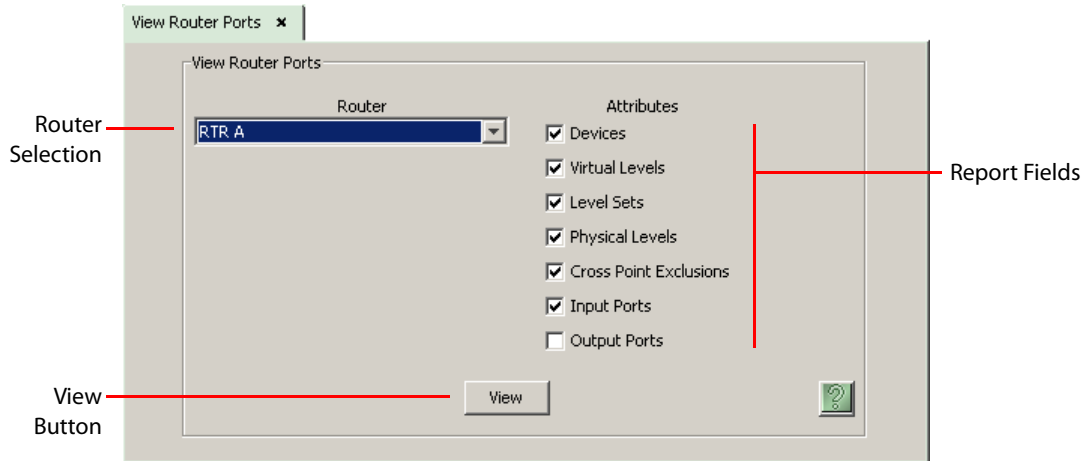 View Router Ports
View Router Ports
Router
Attributes
Router
Selection
RTR A
Devices
Virtual Levels
Level Sets
Physical Levels
Cross Point Exclusions
Input Ports
Output Ports
Report Fields
View
Button
View
?